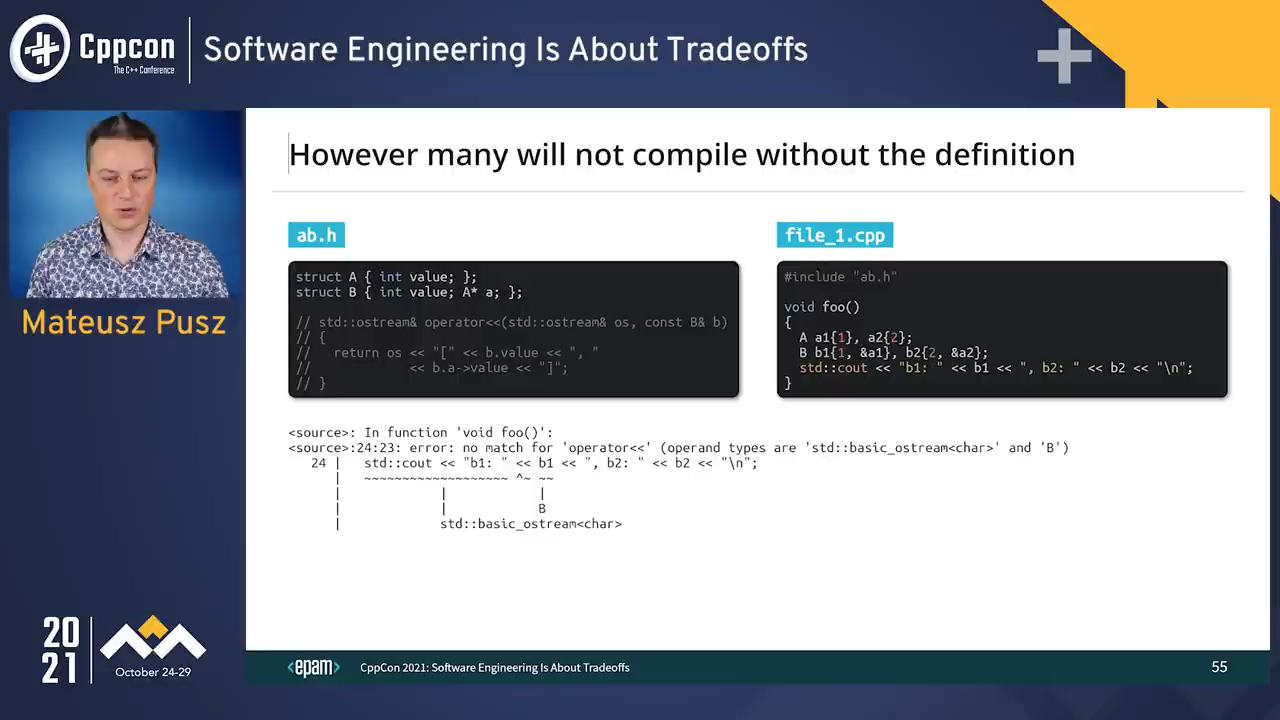 Cppcon
The C++ Conference
Software Engineering Is About Tradeoffs
Mateusz Pusz
However many will not compile without the definition
ab.h
struct A { int value; };
struct B { int value; A* a; };
// std::ostream& operator<<(std::ostream& os, const B& b)
// {
//   return os << "[" << b.value << ", "
//             << b.a->value << "]";
// }
file_1.cpp
#include "ab.h"
void foo()
{
  A a1{1}, a2{2};
  B b1{1, &a1}, b2{2, &a2};
  std::cout << "b1: " << b1 << ", b2: " << b2 << "\n";
}
<source>: In function 'void foo()':
<source>:24:23: error: no match for 'operator<<' (operand types are 'std::basic_ostream<char>' and 'B')
   24 |   std::cout << "b1: " << b1 << ", b2: " << b2 << "\n";
      |   ~~~~~~~~~~~~~~~~~~~ ^~ ~~
      |             |            |
      |             |            B
      |             std::basic_ostream<char>
20
21
October 24-29
<epam>
CppCon 2021: Software Engineering Is About Tradeoffs
55